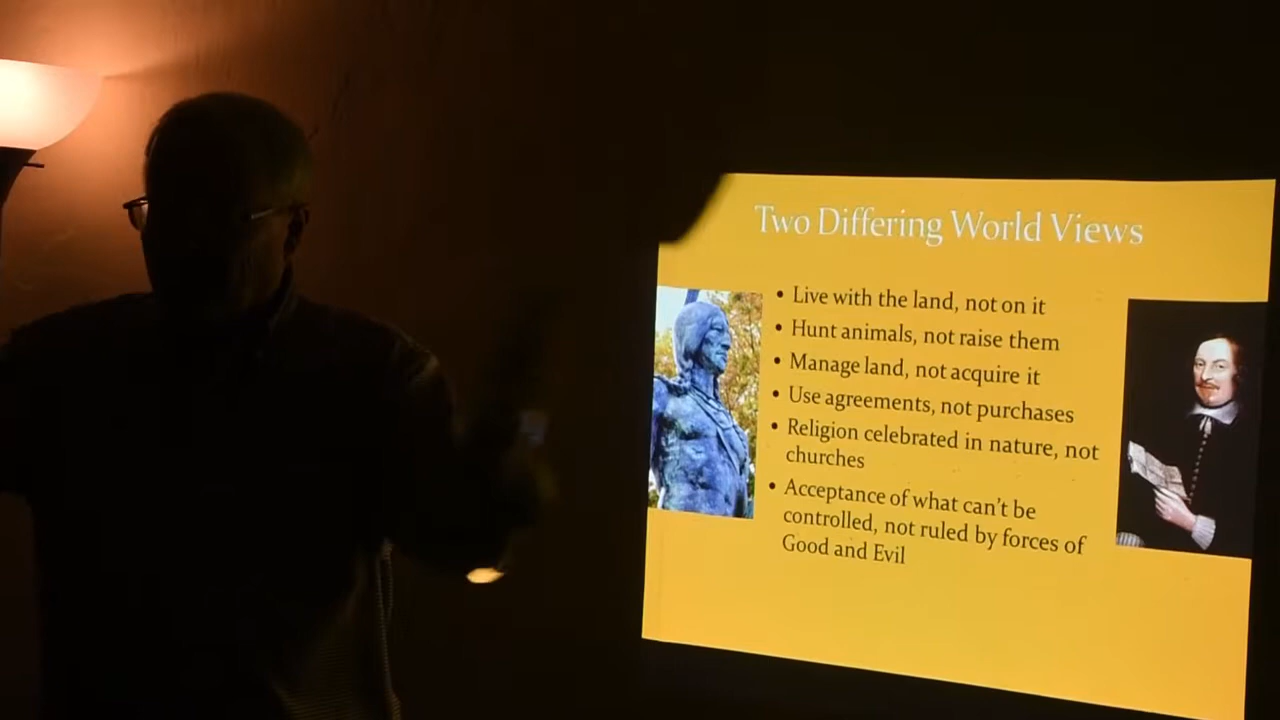 Two Differing World Views
• Live with the land, not on it
• Hunt animals, not raise them
• Manage land, not acquire it
• Use agreements, not purchases
• Religion celebrated in nature, not
churches
• Acceptance of what can't be
controlled, not ruled by forces of
Good and Evil